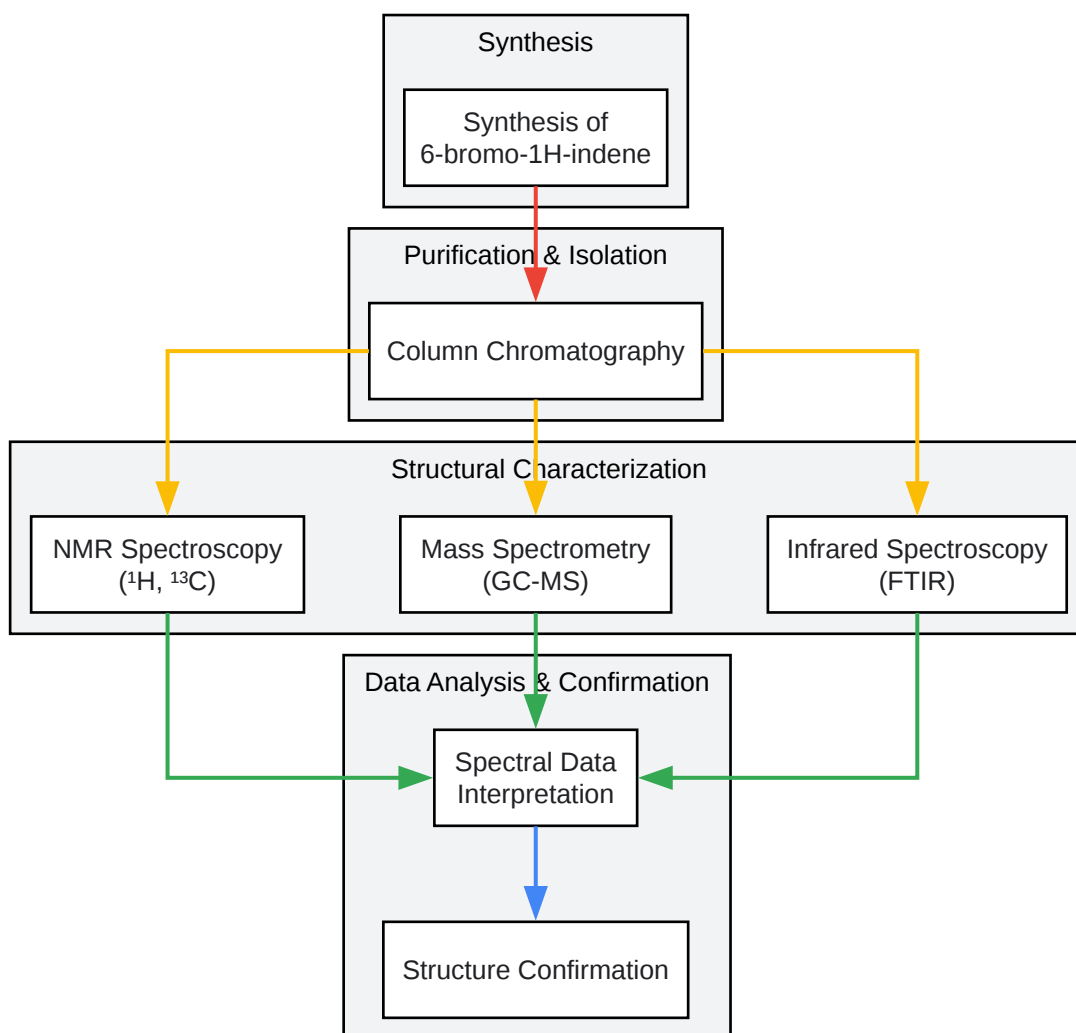 Synthesis
Synthesis of
6-bromo-1H-indene
Purification & Isolation
Column Chromatography
Structural Characterization
NMR Spectroscopy
(¹H, ¹³C)
Mass Spectrometry
(GC-MS)
Infrared Spectroscopy
(FTIR)
Data Analysis & Confirmation
Spectral Data
Interpretation
Structure Confirmation